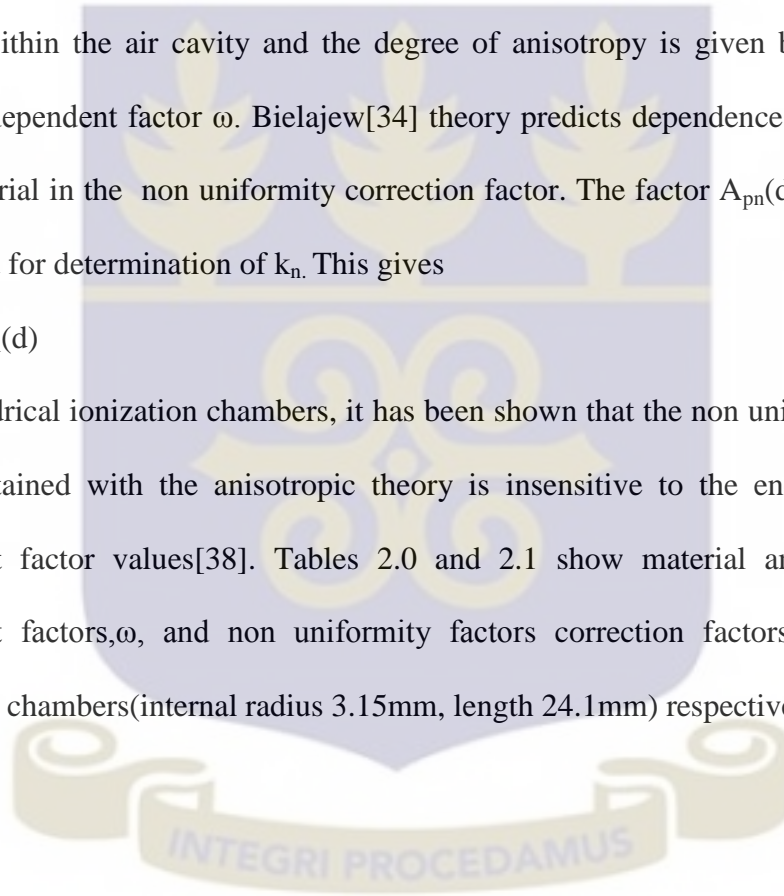 ithin the air cavity and the degree of anisotropy is given b
dependent factor ω. Bielajew[34] theory predicts dependence
rial in the non uniformity correction factor. The factor Apn(d
for determination of kn. This gives
(d)
drical ionization chambers, it has been shown that the non uni
tained with the anisotropic theory is insensitive to the en
t factor values[38]. Tables 2.0 and 2.1 show material an
t factors,ω, and non uniformity factors correction factors
chambers(internal radius 3.15mm, length 24.1mm) respective
INTEGRI PROCEDAMUS